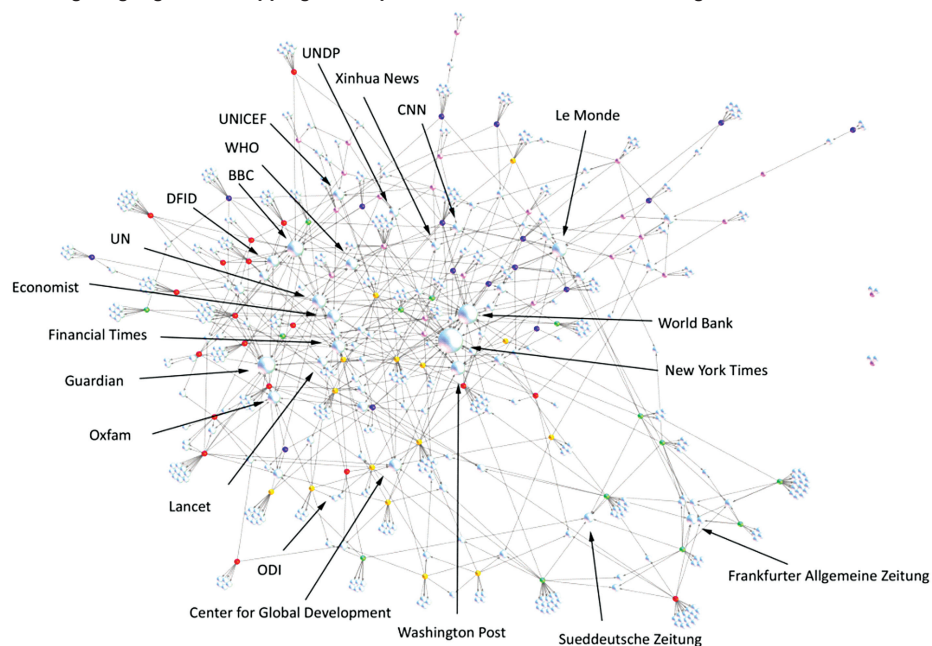 UNDP
Xinhua News
CNN
Le Monde
UNICEF
WHO
BBC
DFID
UN
Economist
Financial Times
Guardian
Oxfam
Lancet
ODI
Center for Global Development
Washington Post
Sueddeutsche Zeitung
Frankfurter Allgemeine Zeitung
New York Times
World Bank